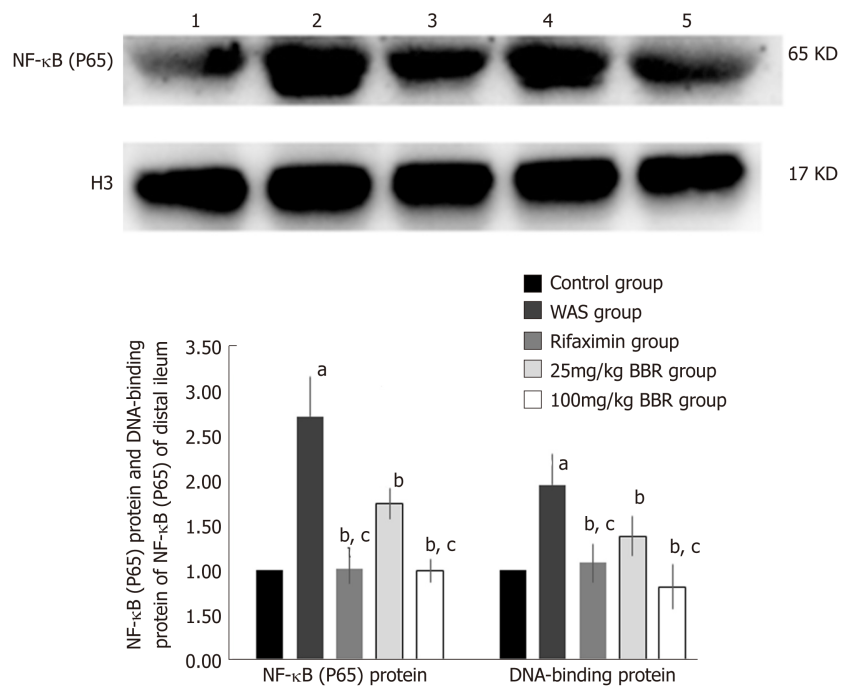 1 2 3 4 5
NF-κB (P65) 65 KD
H3 17 KD
Control group
WAS group
Rifaximin group
25mg/kg BBR group
100mg/kg BBR group
NF-κB (P65) protein and DNA-binding
protein of NF-κB (P65) of distal ileum
3.50
3.00
2.50
2.00
1.50
1.00
1.50
0.00
a
b, c
b
b, c
a
b, c
b
b, c
NF-κB (P65) protein
DNA-binding protein